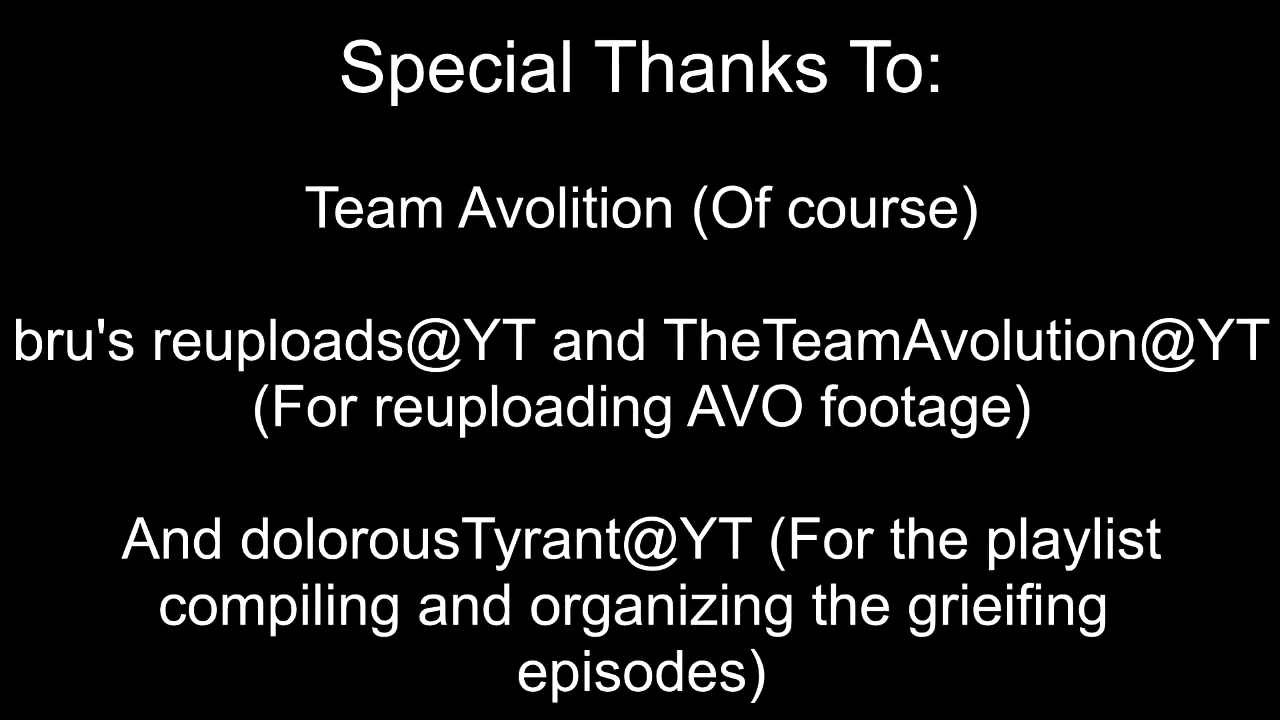 Special Thanks To:
Team Avolition (Of course)
bru's reuploads@YT and TheTeamAvolution@YT
(For reuploading AVO footage)
And dolorousTyrant@YT (For the playlist
compiling and organizing the grieifing
episodes)